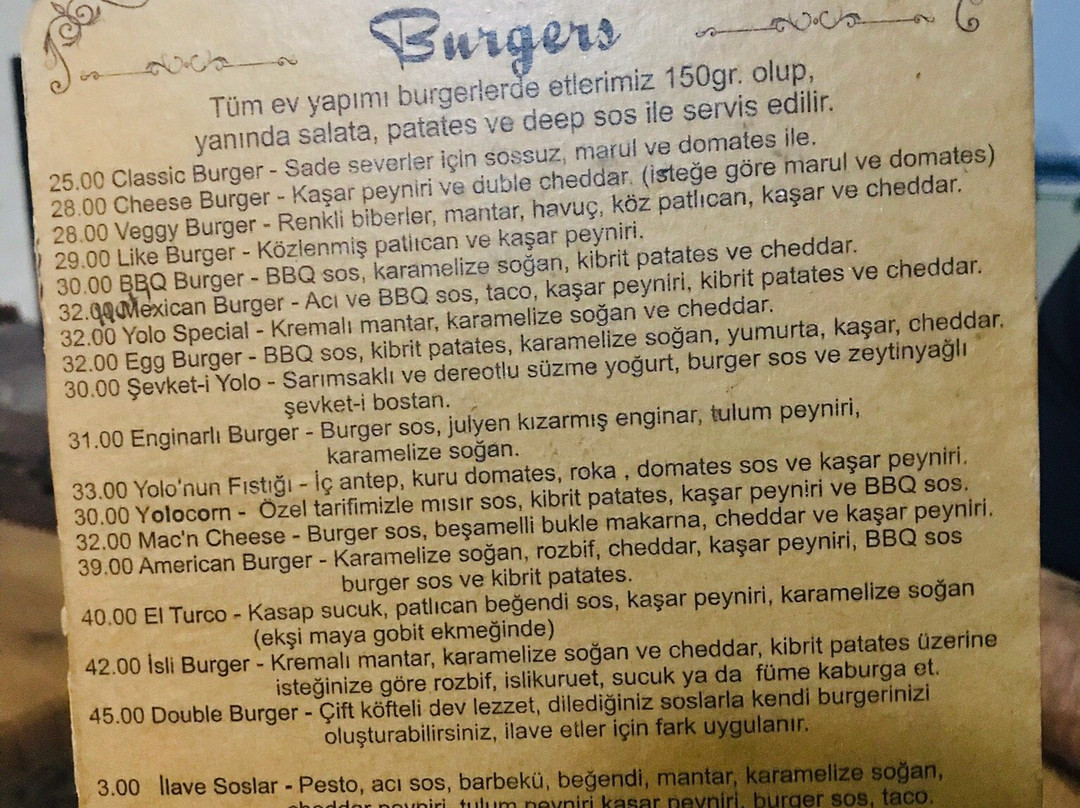 Burgers
Tüm ev yapımı burgerlerde etlerimiz 150gr. olup,
yanında salata, patates ve deep sos ile servis edilir.
25.00 Classic Burger - Sade severler için sossuz, marul ve domates ile.
28.00 Cheese Burger - Kaşar peyniri ve duble cheddar. (isteğe göre marul ve domates)
28.00 Veggy Burger - Renkli biberler, mantar, havuç, köz patlıcan, kaşar ve cheddar.
29.00 Like Burger - Közlenmiş patlıcan ve kaşar peyniri.
30.00 BBQ Burger - BBQ sos, karamelize soğan, kibrit patates ve cheddar.
32.00 Mexican Burger - Acı ve BBQ sos, taco, kaşar peyniri, kibrit patates ve cheddar.
32.00 Yolo Special - Kremalı mantar, karamelize soğan ve cheddar.
32.00 Egg Burger - BBQ sos, kibrit patates, karamelize soğan, yumurta, kaşar, cheddar.
30.00 Şevket-i Yolo - Sarımsaklı ve dereotlu süzme yoğurt, burger sos ve zeytinyağlı
şevket-i bostan.
31.00 Enginarlı Burger - Burger sos, julyen kızarmış enginar, tulum peyniri,
karamelize soğan.
33.00 Yolo'nun Fıstığı - İç antep, kuru domates, roka , domates sos ve kaşar peyniri.
30.00 Yolocorn - Özel tarifimizle mısır sos, kibrit patates, kaşar peyniri ve BBQ sos.
32.00 Mac'n Cheese - Burger sos, beşamelli bukle makarna, cheddar ve kaşar peyniri.
39.00 American Burger - Karamelize soğan, rozbif, cheddar, kaşar peyniri, BBQ sos
burger sos ve kibrit patates.
40.00 El Turco - Kasap sucuk, patlıcan beğendi sos, kaşar peyniri, karamelize soğan
(ekşi maya gobit ekmeğinde)
42.00 İsli Burger - Kremalı mantar, karamelize soğan ve cheddar, kibrit patates üzerine
isteğinize göre rozbif, islikuruet, sucuk ya da füme kaburga et.
45.00 Double Burger - Çift köfteli dev lezzet, dilediğiniz soslarla kendi burgerinizi
oluşturabilirsiniz, ilave etler için fark uygulanır.
3.00 İlave Soslar - Pesto, acı sos, barbekü, beğendi, mantar, karamelize soğan,
cheddar peyniri, tulum peyniri kaşar peyniri, burger sos, taco.